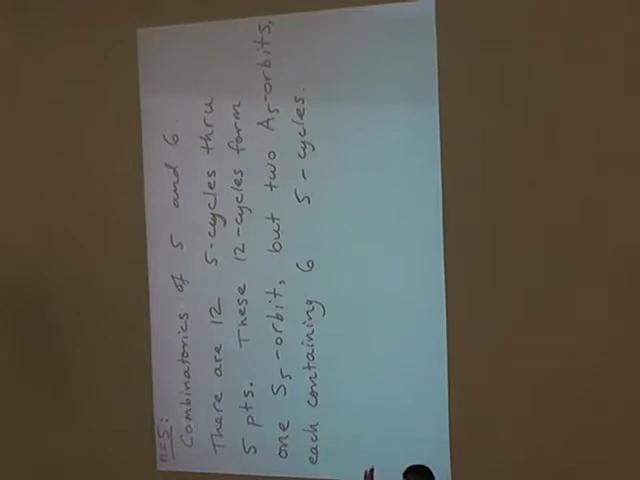 n=5:
Combinatorics of 5 and 6.
There are 12 5-cycles thru
5 pts. These 12-cycles form
one S5-orbit, but two A5-orbits,
each containing 6 5-cycles.